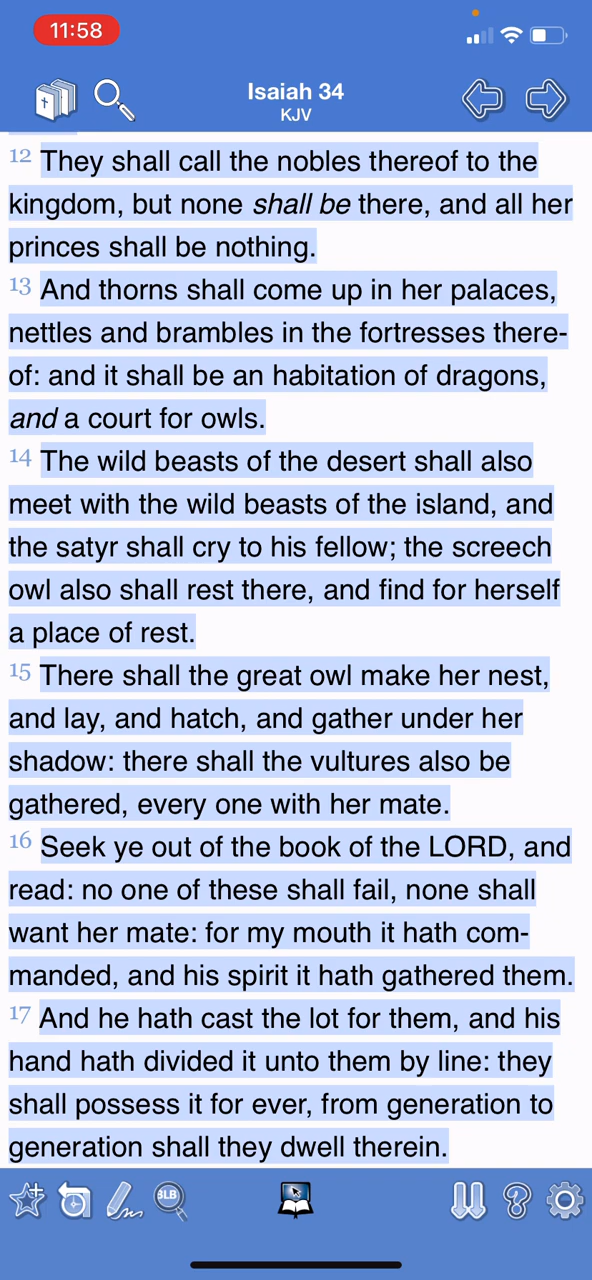 11:58
Isaiah 34
KJV
12 They shall call the nobles thereof to the
kingdom, but none shall be there, and all her
princes shall be nothing.
13 And thorns shall come up in her palaces,
nettles and brambles in the fortresses there-
of: and it shall be an habitation of dragons,
and a court for owls.
14 The wild beasts of the desert shall also
meet with the wild beasts of the island, and
the satyr shall cry to his fellow; the screech
owl also shall rest there, and find for herself
a place of rest.
15 There shall the great owl make her nest,
and lay, and hatch, and gather under her
shadow: there shall the vultures also be
gathered, every one with her mate.
16 Seek ye out of the book of the LORD, and
read: no one of these shall fail, none shall
want her mate: for my mouth it hath com-
manded, and his spirit it hath gathered them.
17 And he hath cast the lot for them, and his
hand hath divided it unto them by line: they
shall possess it for ever, from generation to
generation shall they dwell therein.
BLB